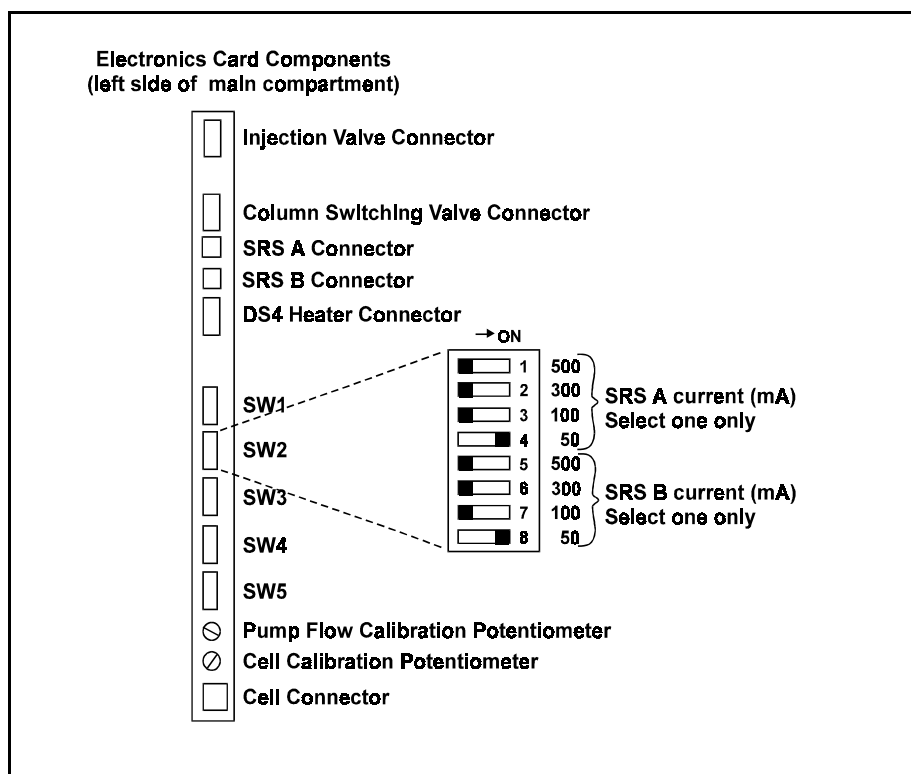 Electronics Card Components
(left side of main compartment)
Injection Valve Connector
Column Switching Valve Connector
SRS A Connector
SRS B Connector
DS4 Heater Connector
→ ON
SW1
SW2
SW3
SW4
SW5
1 500
2 300
3 100
4 50
SRS A current (mA)
Select one only
5 500
6 300
7 100
8 50
SRS B current (mA)
Select one only
Pump Flow Calibration Potentiometer
Cell Calibration Potentiometer
Cell Connector